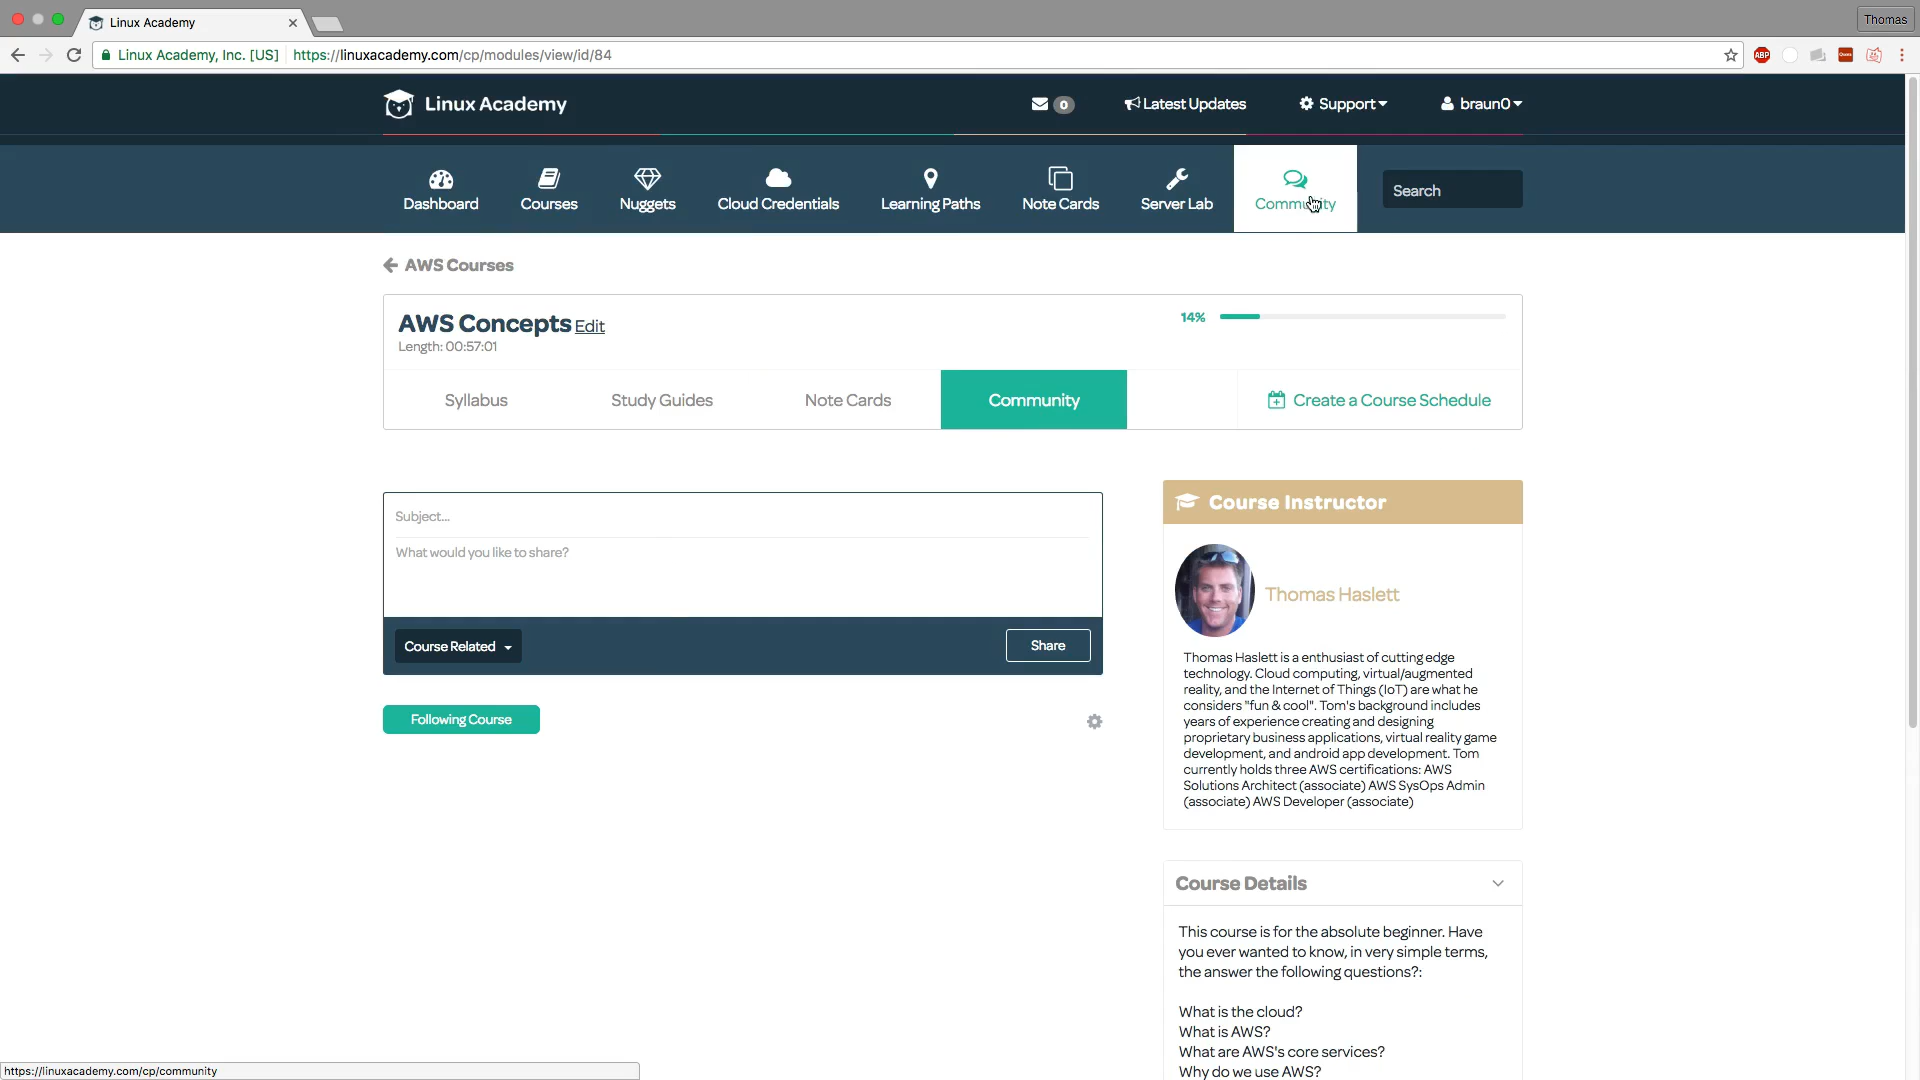 Linux Academy
Thomas
Linux Academy, Inc. [US]
https://linuxacademy.com/cp/modules/view/id/84
ABP
Linux Academy
0
Latest Updates
Support
braun0
Dashboard
Courses
Nuggets
Cloud Credentials
Learning Paths
Note Cards
Server Lab
Community
Search
AWS Courses
AWS Concepts Edit
14%
Length: 00:57:01
Syllabus
Study Guides
Note Cards
Community
Create a Course Schedule
Subject...
What would you like to share?
Course Related
Share
Following Course
Course Instructor
Thomas Haslett
Thomas Haslett is a enthusiast of cutting edge
technology. Cloud computing, virtual/augmented
reality, and the Internet of Things (IoT) are what he
considers "fun & cool". Tom's background includes
years of experience creating and designing
proprietary business applications, virtual reality game
development, and android app development. Tom
currently holds three AWS certifications: AWS
Solutions Architect (associate) AWS SysOps Admin
(associate) AWS Developer (associate)
Course Details
This course is for the absolute beginner. Have
you ever wanted to know, in very simple terms,
the answer the following questions?:
What is the cloud?
What is AWS?
What are AWS's core services?
Why do we use AWS?
https://linuxacademy.com/cp/community